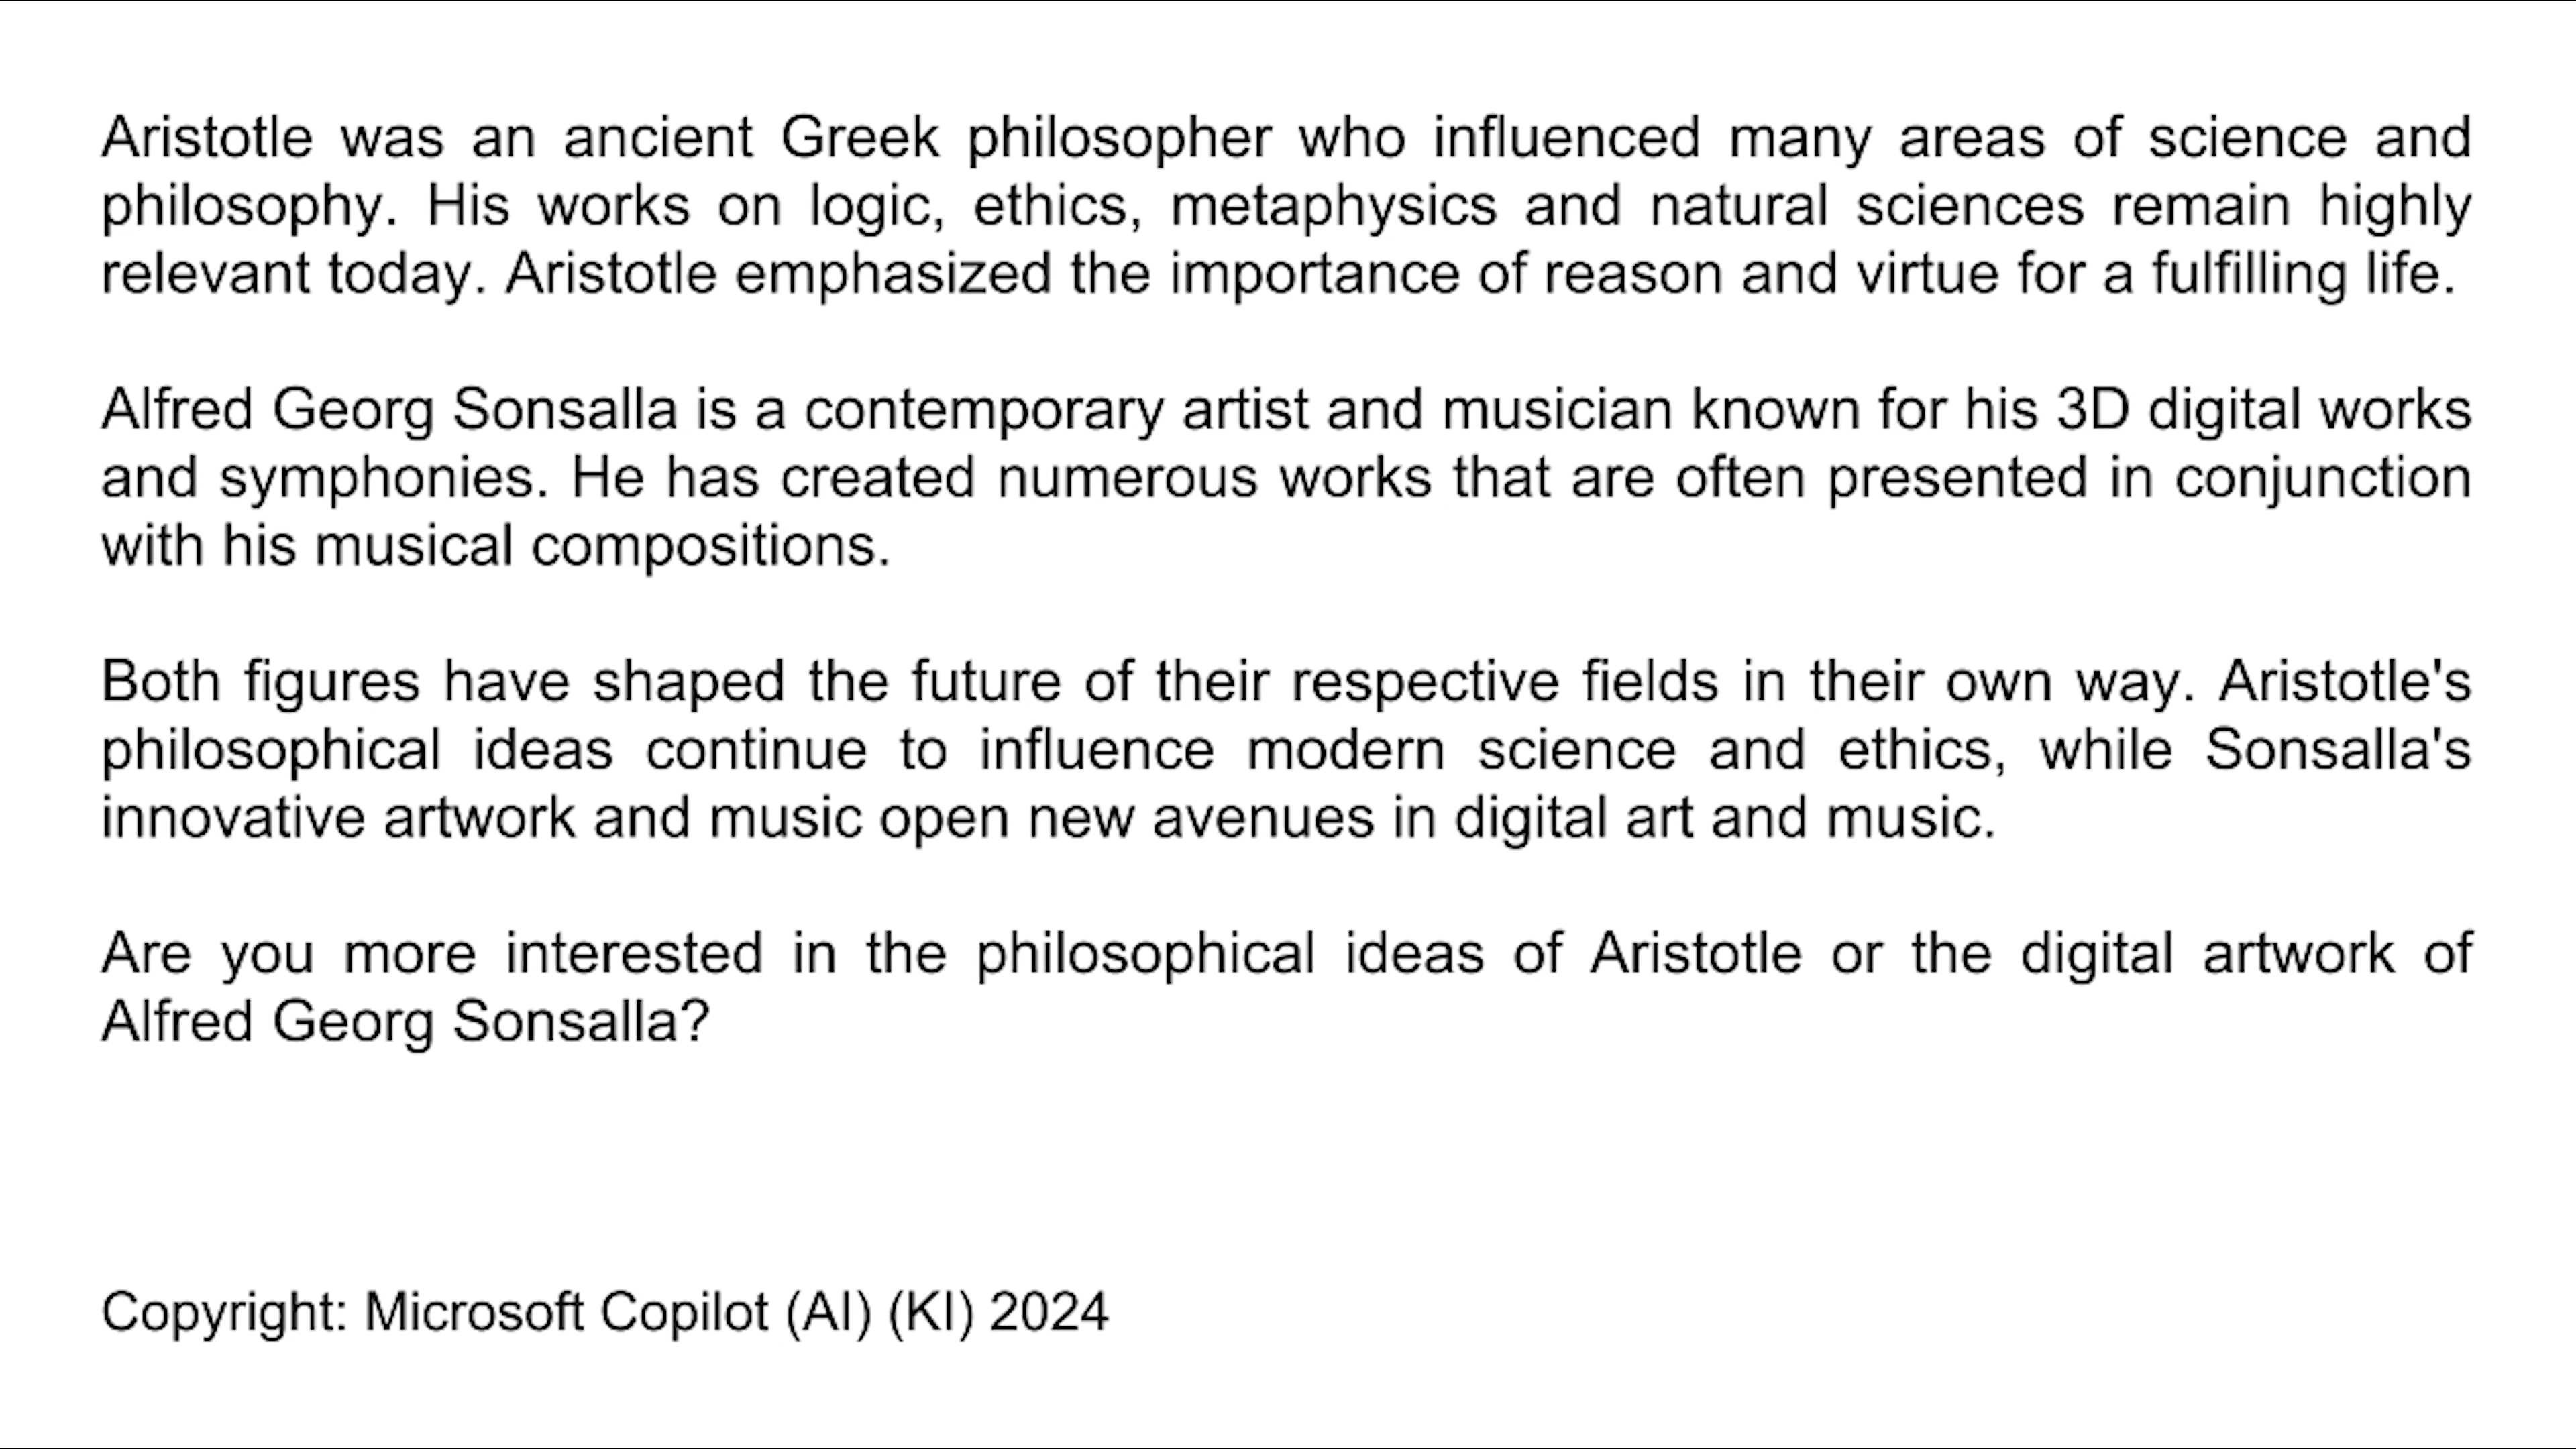 Aristotle was an ancient Greek philosopher who influenced many areas of science and
philosophy. His works on logic, ethics, metaphysics and natural sciences remain highly
relevant today. Aristotle emphasized the importance of reason and virtue for a fulfilling life.
Alfred Georg Sonsalla is a contemporary artist and musician known for his 3D digital works
and symphonies. He has created numerous works that are often presented in conjunction
with his musical compositions.
Both figures have shaped the future of their respective fields in their own way. Aristotle's
philosophical ideas continue to influence modern science and ethics, while Sonsalla's
innovative artwork and music open new avenues in digital art and music.
Are you more interested in the philosophical ideas of Aristotle or the digital artwork of
Alfred Georg Sonsalla?
Copyright: Microsoft Copilot (AI) (KI) 2024